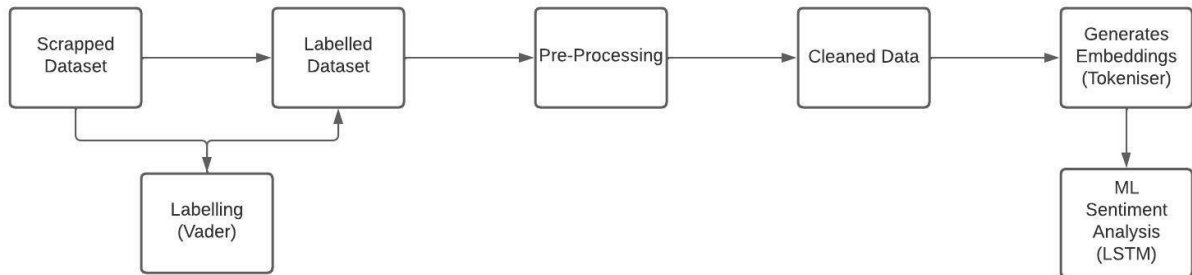 Scrapped
Dataset
Labelled
Dataset
Pre-Processing
Cleaned Data
Generates
Embeddings
(Tokeniser)
Labelling
(Vader)
ML
Sentiment
Analysis
(LSTM)